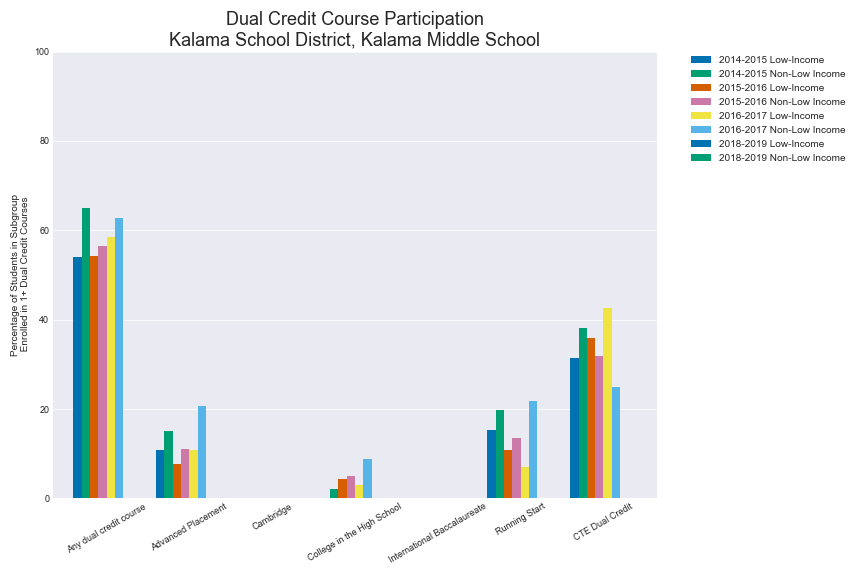 Dual Credit Course Participation
Kalama School District, Kalama Middle School
2014-2015 Low-Income
2014-2015 Non-Low Income
2015-2016 Low-Income
2015-2016 Non-Low Income
2016-2017 Low-Income
2016-2017 Non-Low Income
2018-2019 Low-Income
2018-2019 Non-Low Income
Percentage of Students in Subgroup
Enrolled in 1+ Dual Credit Courses
100
80
60
40
20
0
Any dual credit course
Advanced Placement
Cambridge
College in the High School
International Baccalaureate
Running Start
CTE Dual Credit